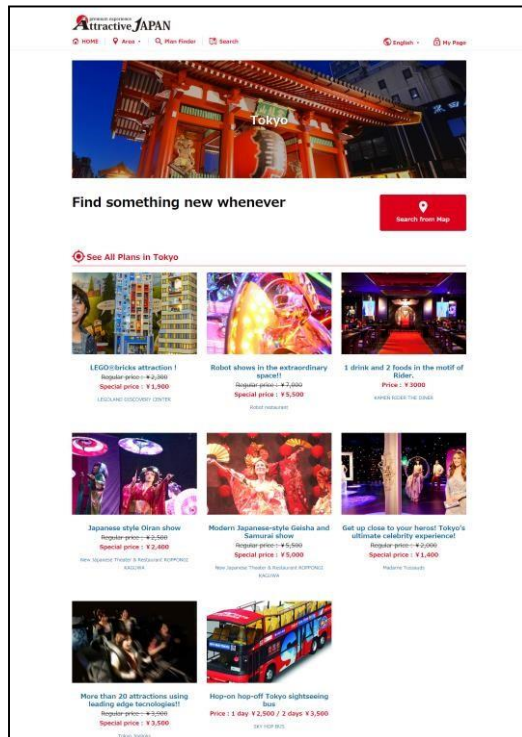 premium experience
Attractive JAPAN
HOME
Area
Plan Finder
Search
English
My Page
Tokyo
Find something new whenever
Search from Map
See All Plans in Tokyo
LEGO®bricks attraction !
Regular price : ¥2,300
Special price : ¥1,900
LEGOLAND DISCOVERY CENTER
Robot shows in the extraordinary
space!!
Regular price : ¥7,000
Special price : ¥5,500
Robot restaurant
1 drink and 2 foods in the motif of
Rider.
Price : ¥3000
KAMEN RIDER THE DINER
Japanese style Oiran show
Regular price : ¥2,500
Special price : ¥2,400
New Japanese Theater & Restaurant ROPPONGI
KAGUWA
Modern Japanese-style Geisha and
Samurai show
Regular price : ¥5,500
Special price : ¥5,000
New Japanese Theater & Restaurant ROPPONGI
KAGUWA
Get up close to your heros! Tokyo's
ultimate celebrity experience!
Regular price : ¥2,000
Special price : ¥1,400
Madame Tussauds
More than 20 attractions using
leading edge tecnologies!!
Regular price : ¥3,900
Special price : ¥3,500
Tokyo Joypolis
Hop-on hop-off Tokyo sightseeing
bus
Price : 1 day ¥2,500 / 2 days ¥3,500
SKY HOP BUS